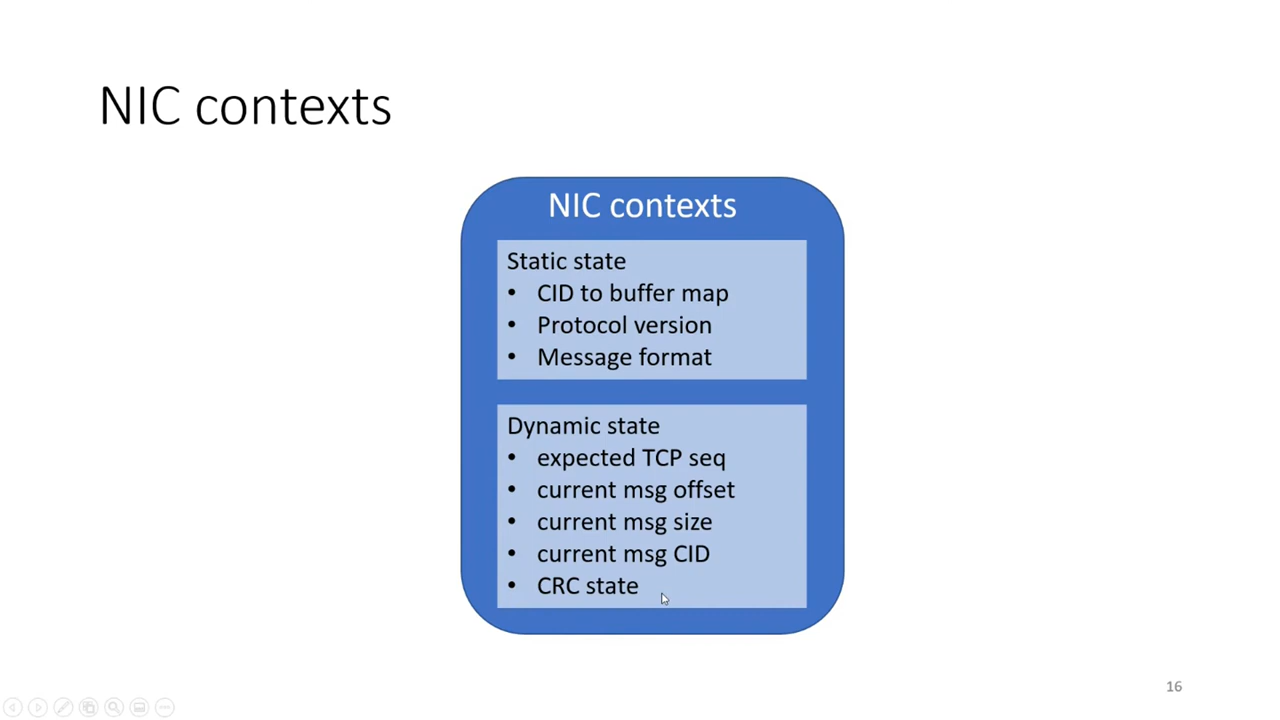 NIC contexts
NIC contexts
Static state
• CID to buffer map
• Protocol version
• Message format
Dynamic state
• expected TCP seq
• current msg offset
• current msg size
• current msg CID
• CRC state
16